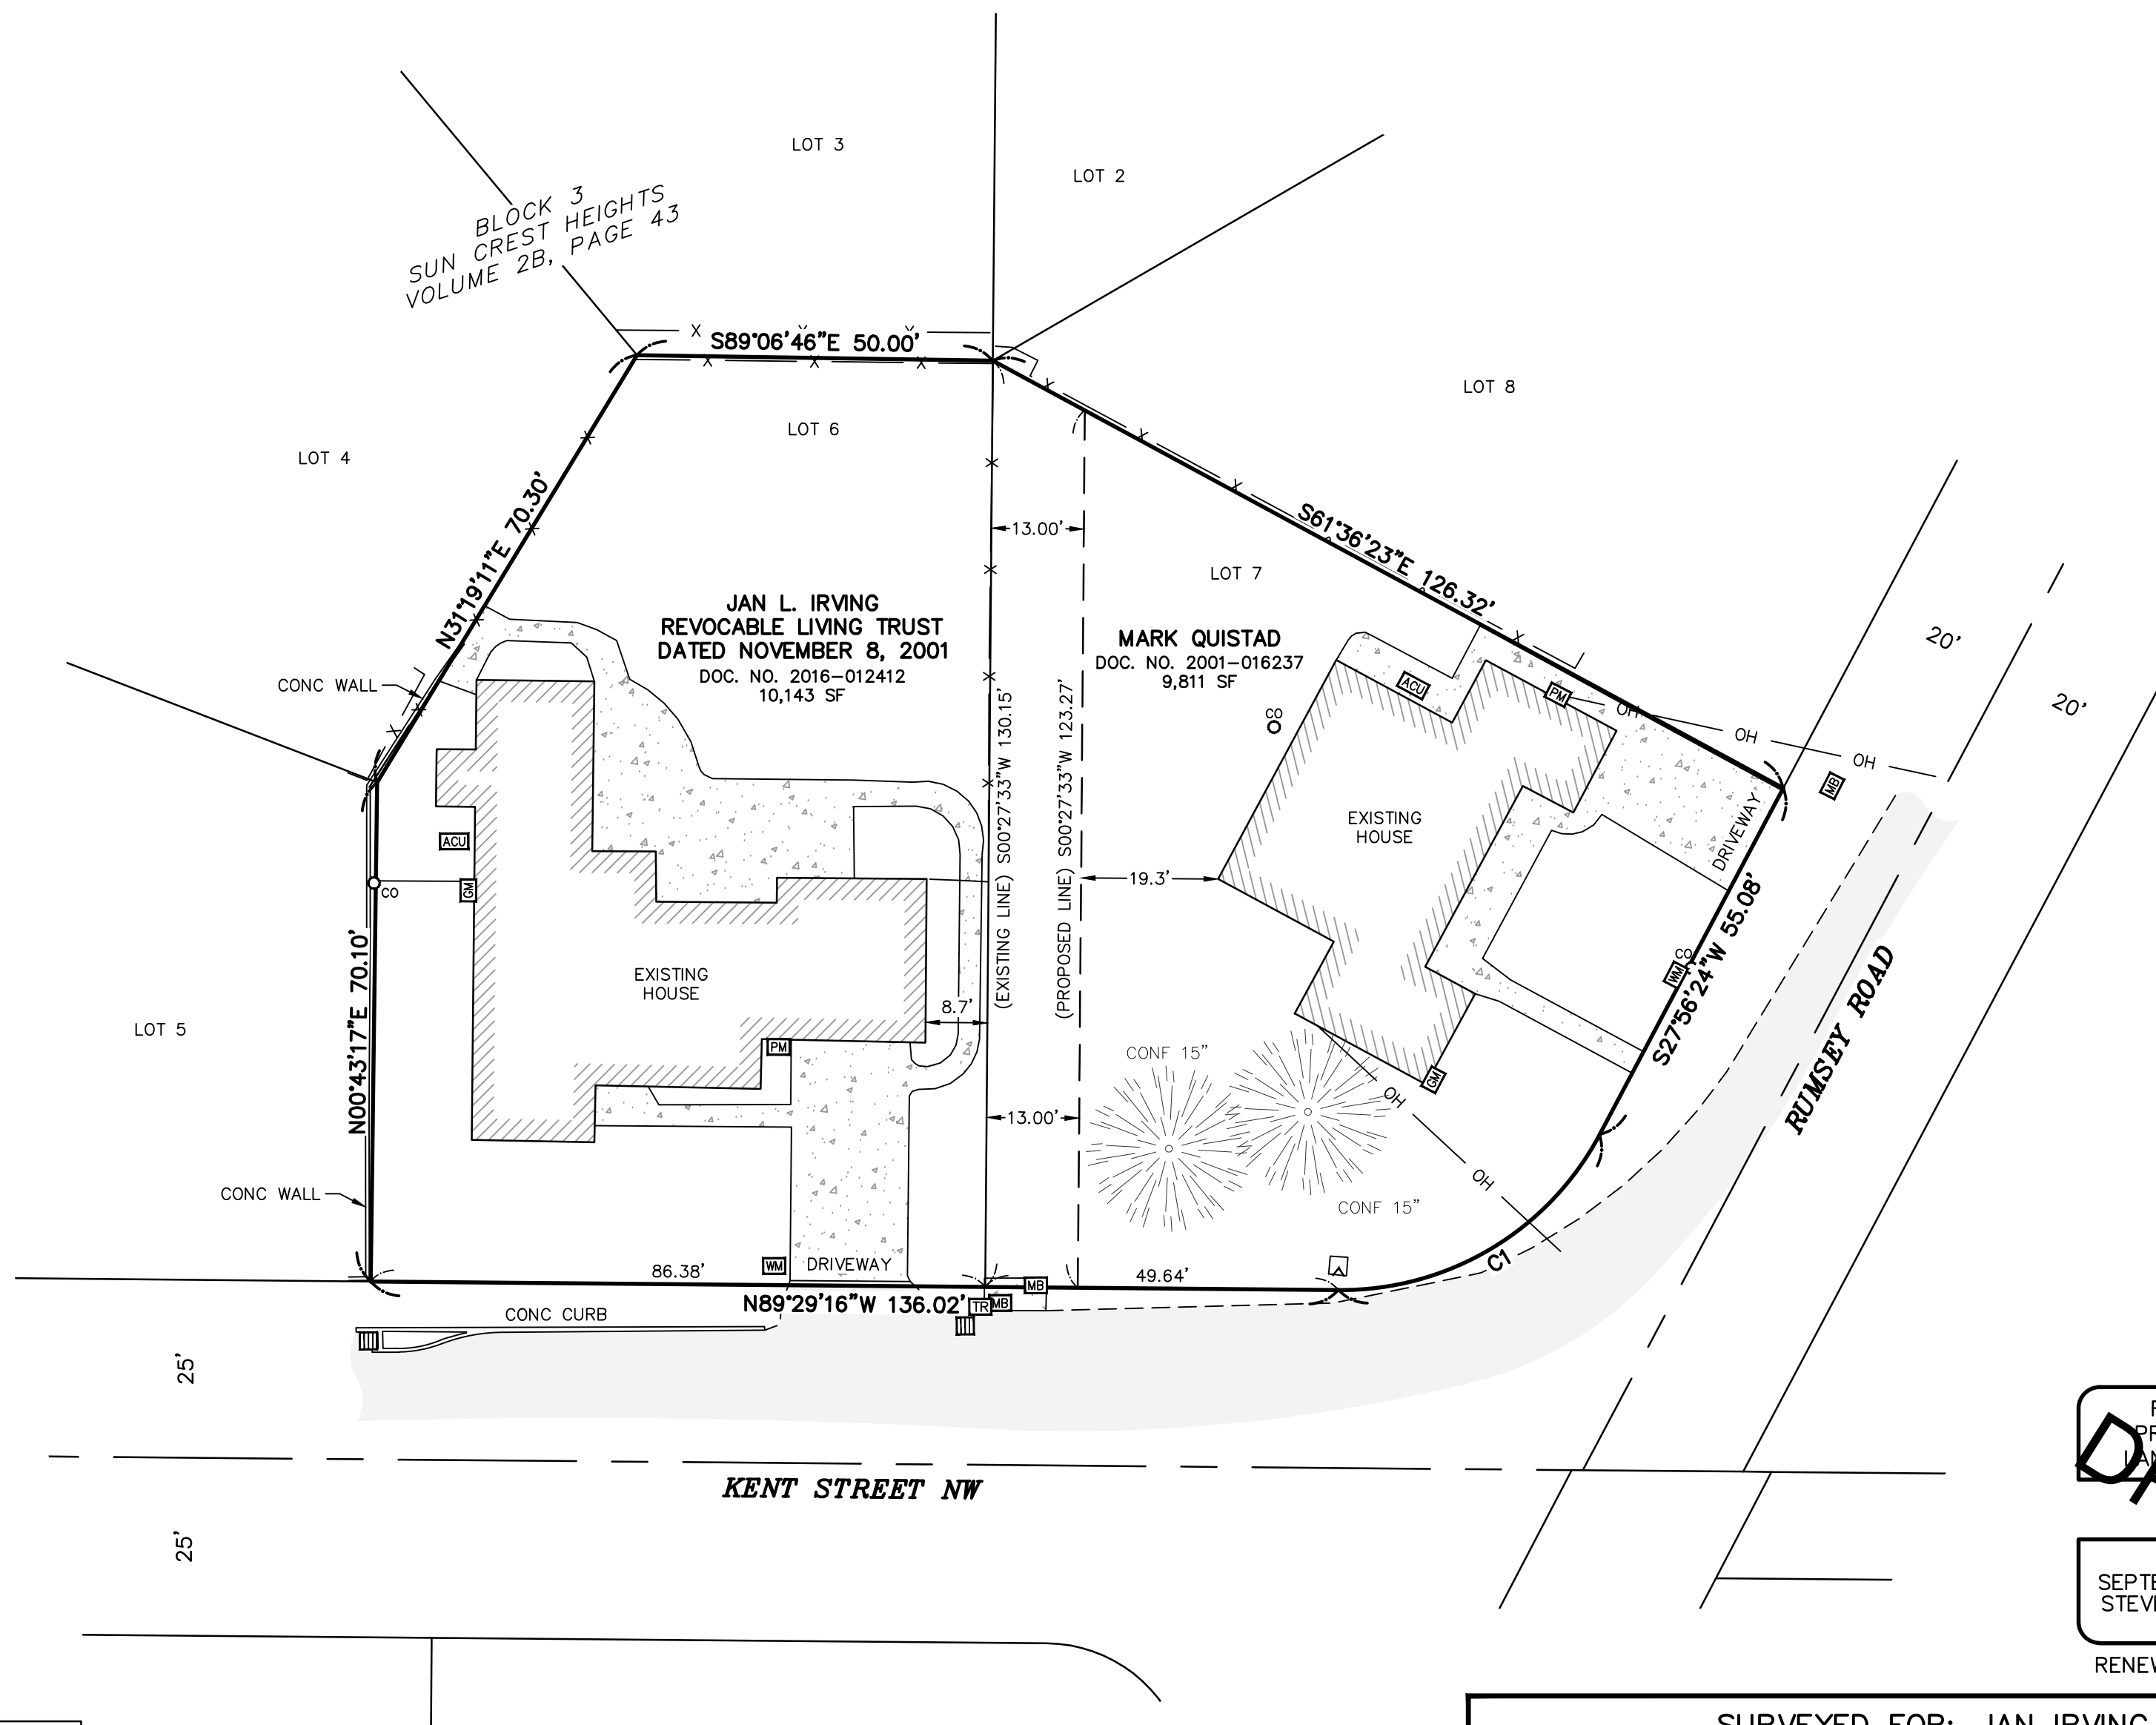 LOT 3
LOT 2
BLOCK 3
SUN CREST HEIGHTS
VOLUME 2B, PAGE 43
S89°06'46"E 50.00'
LOT 8
LOT 6
LOT 4
N31°19'11"E 70.30'
13.00'
S61°36'23"E 126.32'
LOT 7
JAN L. IRVING
REVOCABLE LIVING TRUST
DATED NOVEMBER 8, 2001
DOC. NO. 2016-012412
10,143 SF
MARK QUISTAD
DOC. NO. 2001-016237
9,811 SF
20'
20'
CONC WALL
ACU
PM
OH
OH
OH
CO
MB
(EXISTING LINE) S00°27'33"W 130.15'
(PROPOSED LINE) S00°27'33"W 123.27'
EXISTING
HOUSE
DRIVEWAY
ACU
GM
CO
19.3'
S27°56'24"W 55.08'
CO
WM
RUMSEY ROAD
N00°43'17"E 70.10'
EXISTING
HOUSE
8.7'
LOT 5
PM
CONF 15"
GM
OH
13.00'
OH
CONC WALL
CONF 15"
86.38'
WM
DRIVEWAY
49.64'
C1
MB
N89°29'16"W 136.02'
TR
MB
CONC CURB
25'
KENT STREET NW
25'
SURVEYED FOR: JAN IRVING